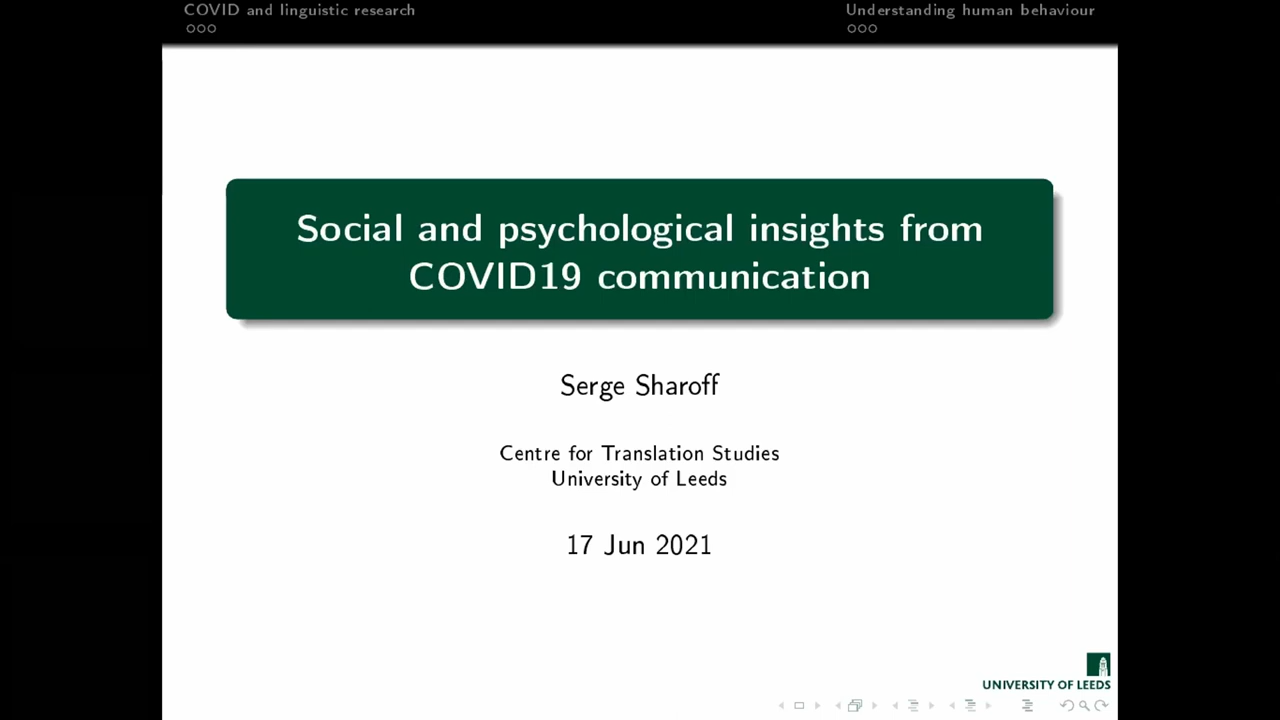 COVID and linguistic research
Understanding human behaviour
Social and psychological insights from
COVID19 communication
Serge Sharoff
Centre for Translation Studies
University of Leeds
17 Jun 2021
UNIVERSITY OF LEEDS